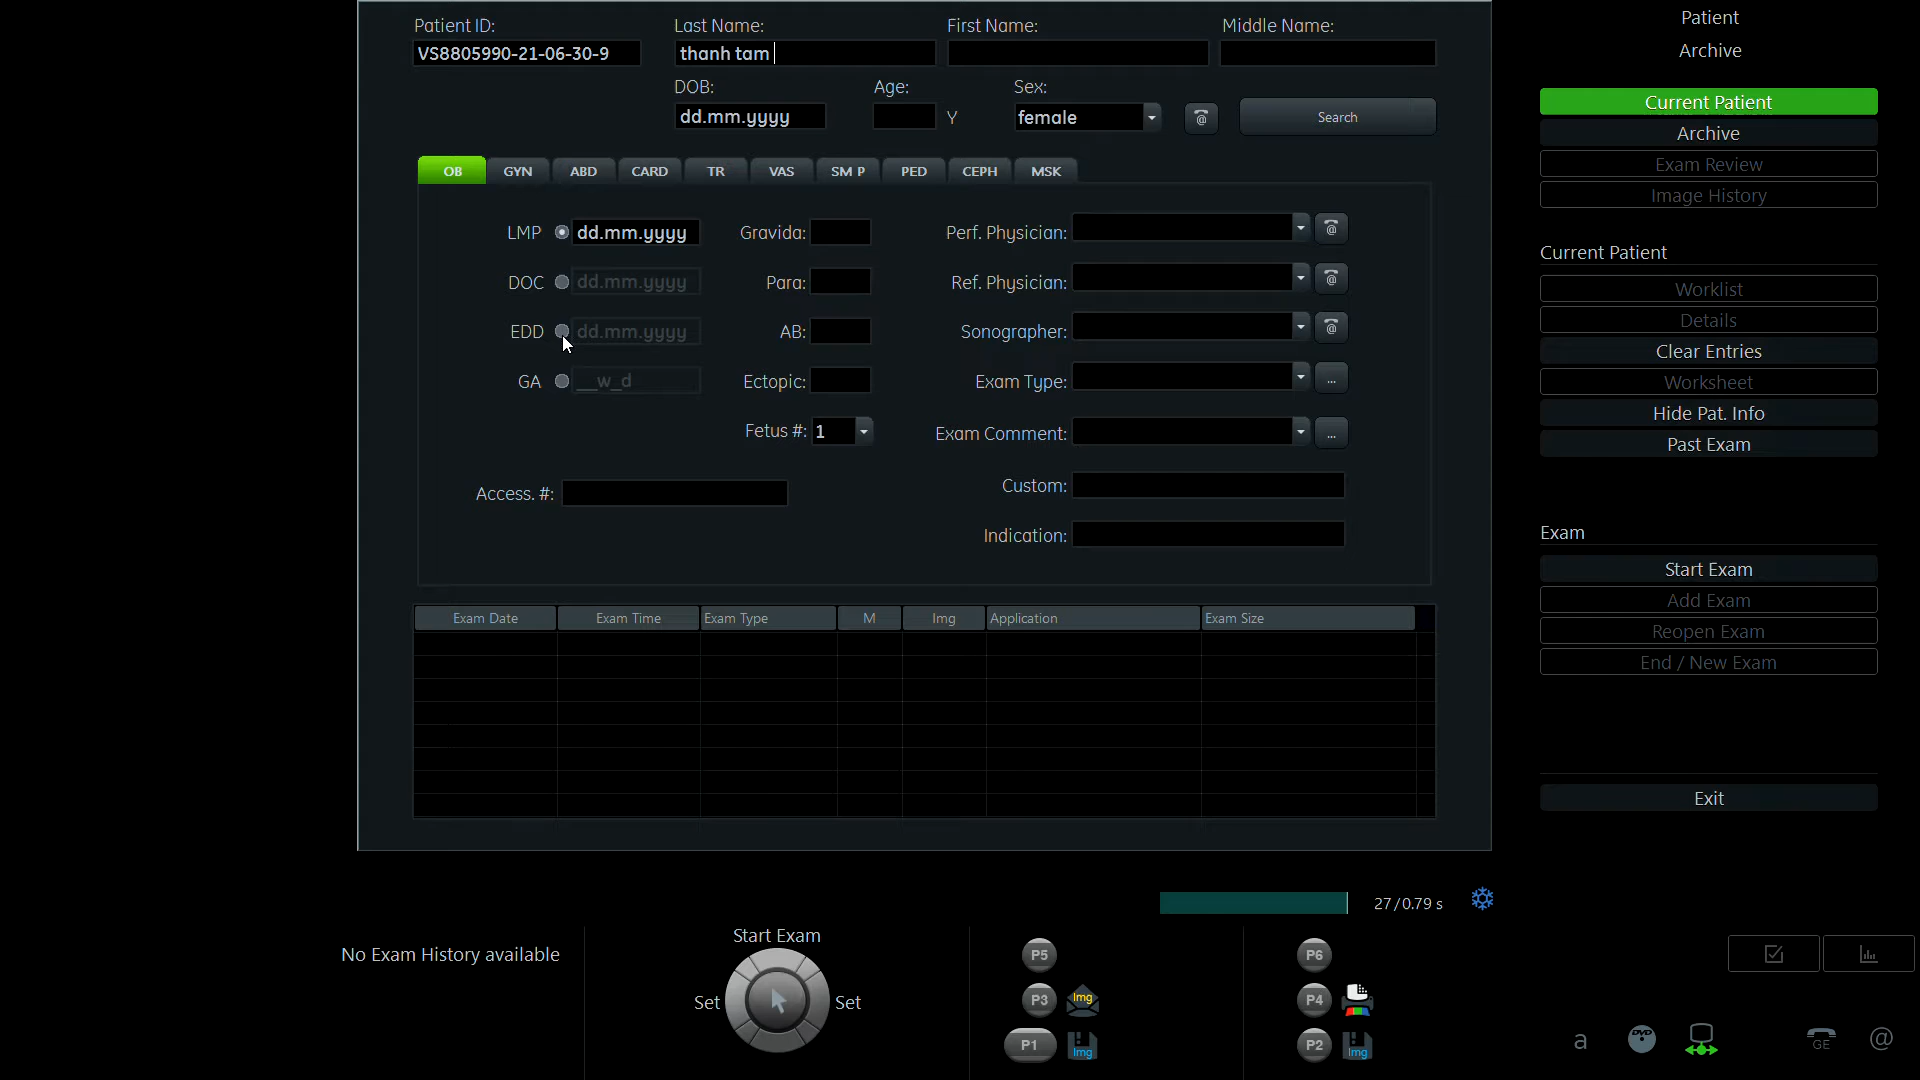 Patient ID: Last Name: First Name: Middle Name:
VS8805990-21-06-30-9 thanh tam
DOB: Age: Sex:
dd.mm.yyyy Y female @ Search
OB GYN ABD CARD TR VAS SM P PED CEPH MSK
LMP dd.mm.yyyy Gravida: Perf. Physician: @
DOC dd.mm.yyyy Para: Ref. Physician: @
EDD dd.mm.yyyy AB: Sonographer: @
GA __w_d Ectopic: Exam Type: ...
Fetus #: 1 Exam Comment: ...
Access. #: Custom:
Indication:
Exam Date Exam Time Exam Type M Img Application Exam Size
27/0.79 s
No Exam History available
Start Exam
Set Set
P5 P6
P3 Img P4
P1 Img P2 Img
Patient
Archive
Current Patient
Archive
Exam Review
Image History
Current Patient
Worklist
Details
Clear Entries
Worksheet
Hide Pat. Info
Past Exam
Exam
Start Exam
Add Exam
Reopen Exam
End / New Exam
Exit
a DVD GE @